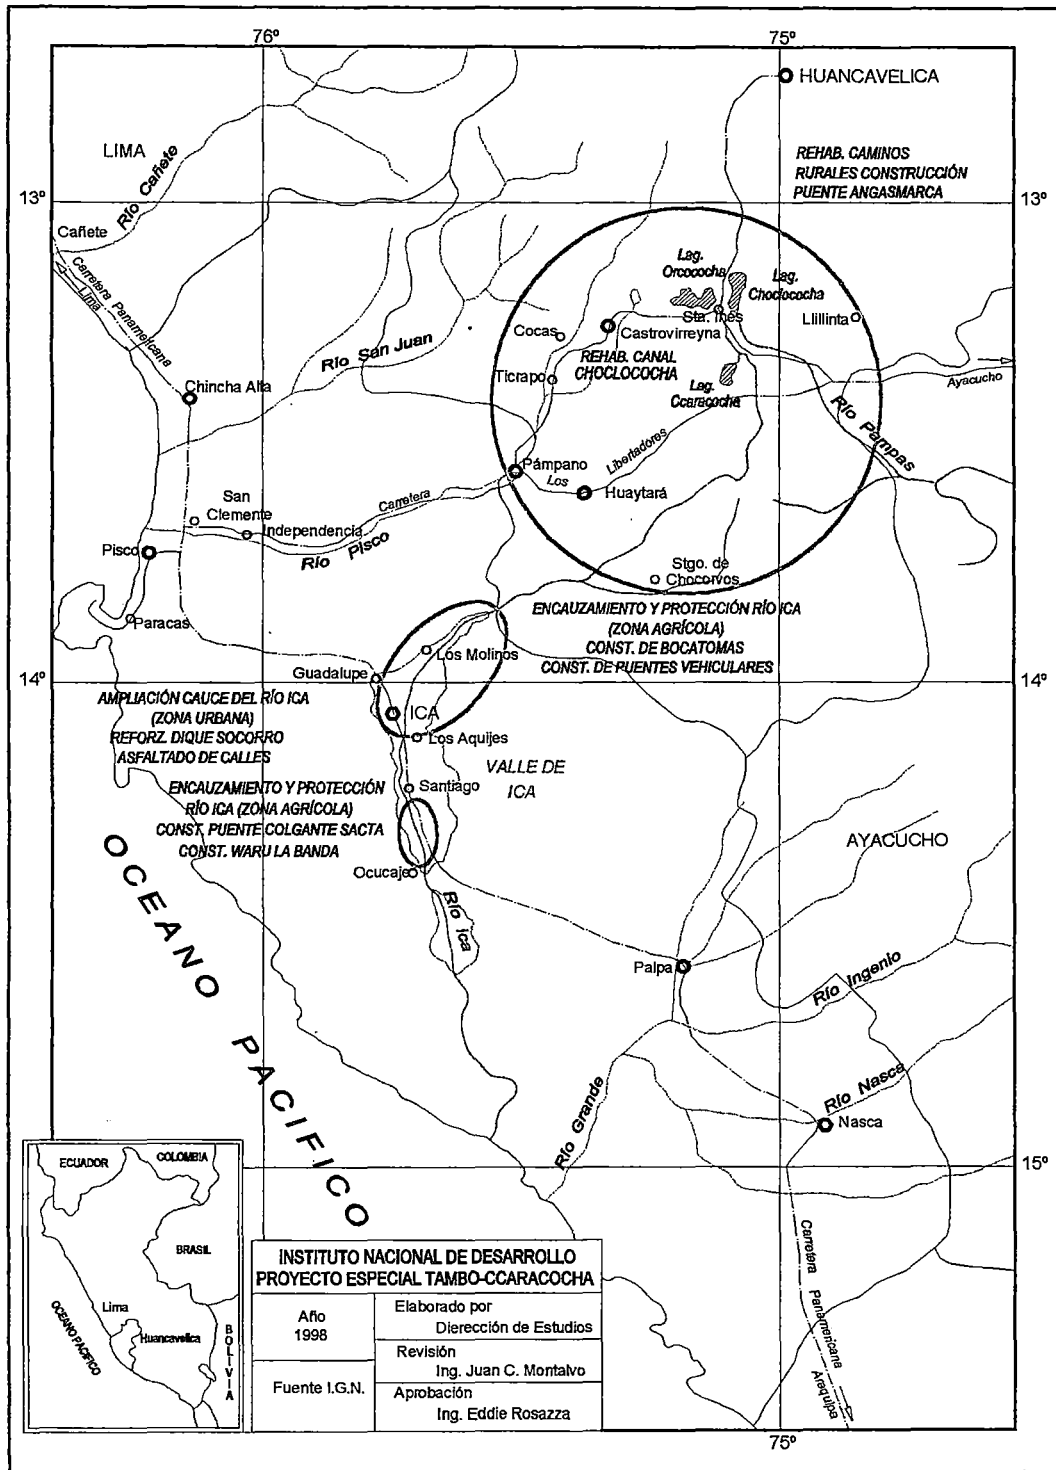 76º
75º
HUANCAVELICA
LIMA
Río Cañete
REHAB. CAMINOS
RURALES CONSTRUCCIÓN
PUENTE ANGASMARCA
13º
13º
Cañete
Carretera Panamericana
Lima
Lag.
Orcococha
Lag.
Choclococha
Sta. Inés
Llillinta
Cocas
Castrovirreyna
Río San Juan
REHAB. CANAL
CHOCLOCOCHA
Ticrapo
Lag.
Ccaracocha
Ayacucho
Chincha Alta
Río Pampas
Pámpano
Los
Libertadores
Huaytará
Carretera
San
Clemente
Independencia
Río Pisco
Pisco
Stgo. de
Chocorvos
Paracas
ENCAUZAMIENTO Y PROTECCIÓN RÍO ICA
(ZONA AGRÍCOLA)
CONST. DE BOCATOMAS
CONST. DE PUENTES VEHICULARES
Los Molinos
Guadalupe
14º
14º
AMPLIACIÓN CAUCE DEL RÍO ICA
(ZONA URBANA)
REFORZ. DIQUE SOCORRO
ASFALTADO DE CALLES
ICA
Los Aquijes
VALLE DE
ICA
Santiago
ENCAUZAMIENTO Y PROTECCIÓN
RÍO ICA (ZONA AGRÍCOLA)
CONST. PUENTE COLGANTE SACTA
CONST. WARU LA BANDA
AYACUCHO
Ocucaje
Río Ica
OCEANO PACIFICO
Palpa
Río Ingenio
Río Grande
Río Nasca
Nasca
15º
15º
Carretera
Panamericana
Araquipa
75º
ECUADOR
COLOMBIA
BRASIL
Lima
Huancavelica
OCEANO PACIFICO
BOLIVIA
INSTITUTO NACIONAL DE DESARROLLO
PROYECTO ESPECIAL TAMBO-CCARACOCHA
Año
1998
Elaborado por
Dierección de Estudios
Revisión
Ing. Juan C. Montalvo
Fuente I.G.N.
Aprobación
Ing. Eddie Rosazza